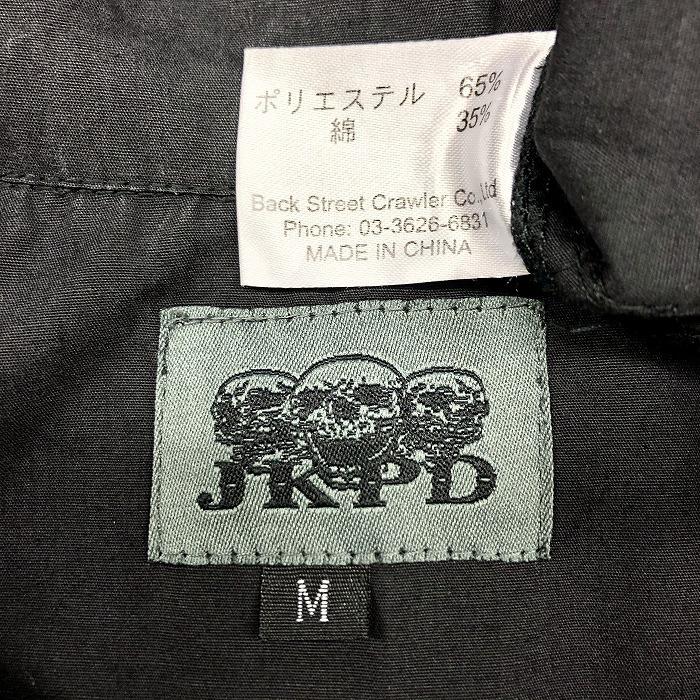 ポリエステル 65%
綿 35%
Back Street Crawler Co.,Ltd
Phone: 03-3626-6831
MADE IN CHINA
JKPD
M